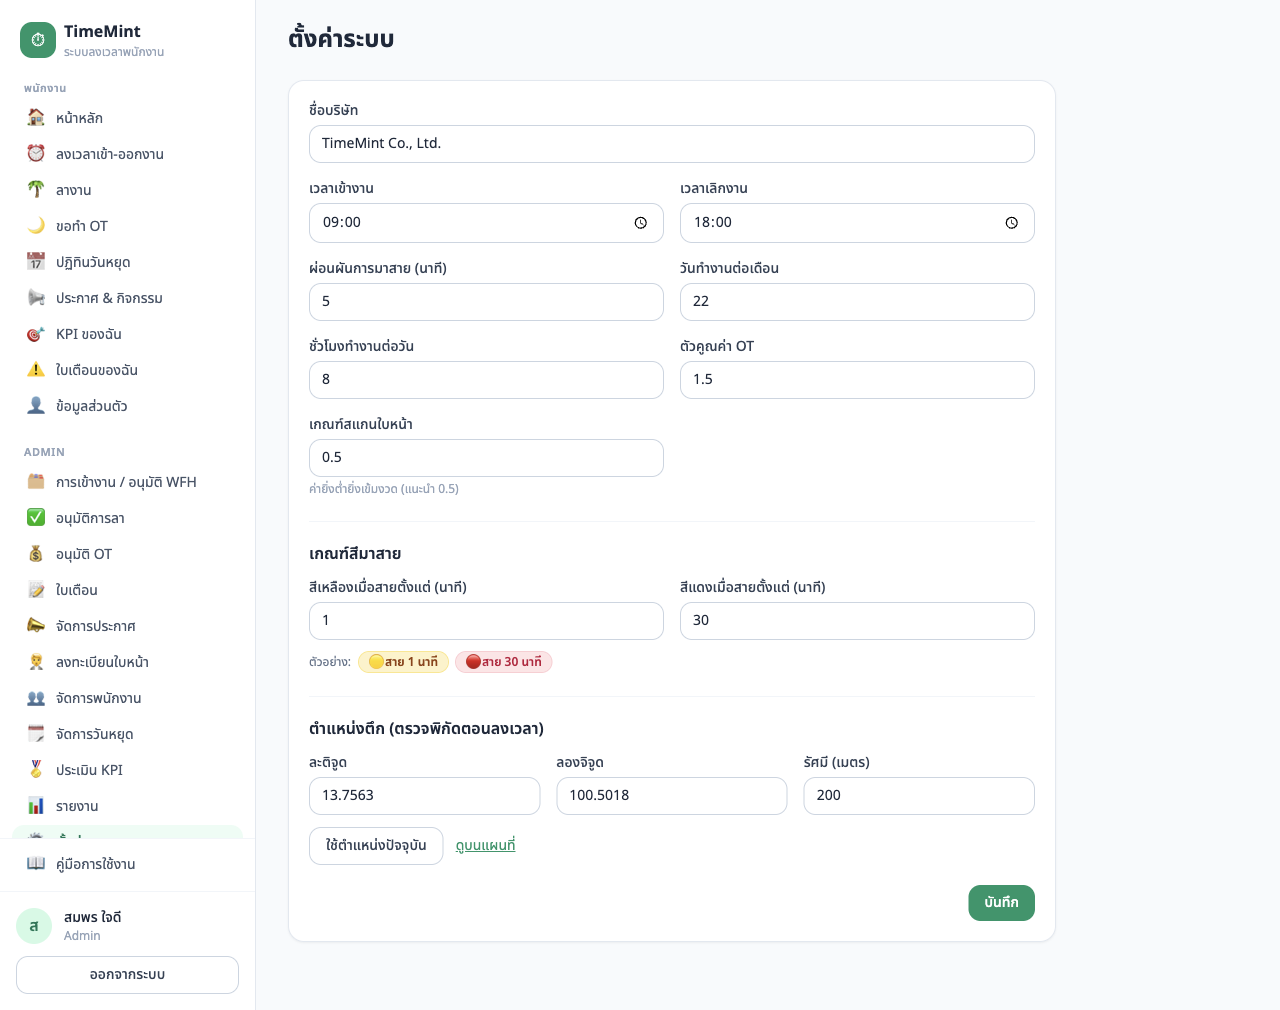 TimeMint
ระบบลงเวลาพนักงาน
พนักงาน
หน้าหลัก
ลงเวลาเข้า-ออกงาน
ลางาน
ขอทำ OT
ปฏิทินวันหยุด
ประกาศ & กิจกรรม
KPI ของฉัน
ใบเตือนของฉัน
ข้อมูลส่วนตัว
ADMIN
การเข้างาน / อนุมัติ WFH
อนุมัติการลา
อนุมัติ OT
ใบเตือน
จัดการประกาศ
ลงทะเบียนใบหน้า
จัดการพนักงาน
จัดการวันหยุด
ประเมิน KPI
รายงาน
คู่มือการใช้งาน
ส
สมพร ใจดี
Admin
ออกจากระบบ
ตั้งค่าระบบ
ชื่อบริษัท
TimeMint Co., Ltd.
เวลาเข้างาน
เวลาเลิกงาน
09:00
18:00
ผ่อนผันการมาสาย (นาที)
วันทำงานต่อเดือน
5
22
ชั่วโมงทำงานต่อวัน
ตัวคูณค่า OT
8
1.5
เกณฑ์สแกนใบหน้า
0.5
ค่ายิ่งต่ำยิ่งเข้มงวด (แนะนำ 0.5)
เกณฑ์สีมาสาย
สีเหลืองเมื่อสายตั้งแต่ (นาที)
สีแดงเมื่อสายตั้งแต่ (นาที)
1
30
ตัวอย่าง: สาย 1 นาที สาย 30 นาที
ตำแหน่งตึก (ตรวจพิกัดตอนลงเวลา)
ละติจูด
ลองจิจูด
รัศมี (เมตร)
13.7563
100.5018
200
ใช้ตำแหน่งปัจจุบัน
ดูบนแผนที่
บันทึก